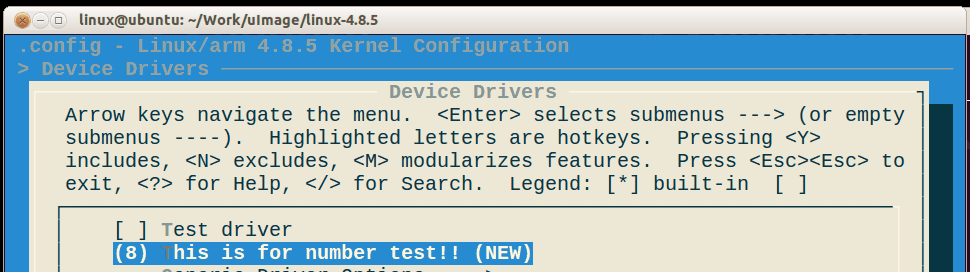 linux@ubuntu: ~/Work/uImage/linux-4.8.5
.config - Linux/arm 4.8.5 Kernel Configuration
> Device Drivers
Device Drivers
Arrow keys navigate the menu. <Enter> selects submenus ---> (or empty
submenus ----). Highlighted letters are hotkeys. Pressing <Y>
includes, <N> excludes, <M> modularizes features. Press <Esc><Esc> to
exit, <?> for Help, </> for Search. Legend: [*] built-in [ ]
[ ] Test driver
(8) This is for number test!! (NEW)
Generic Driver Options